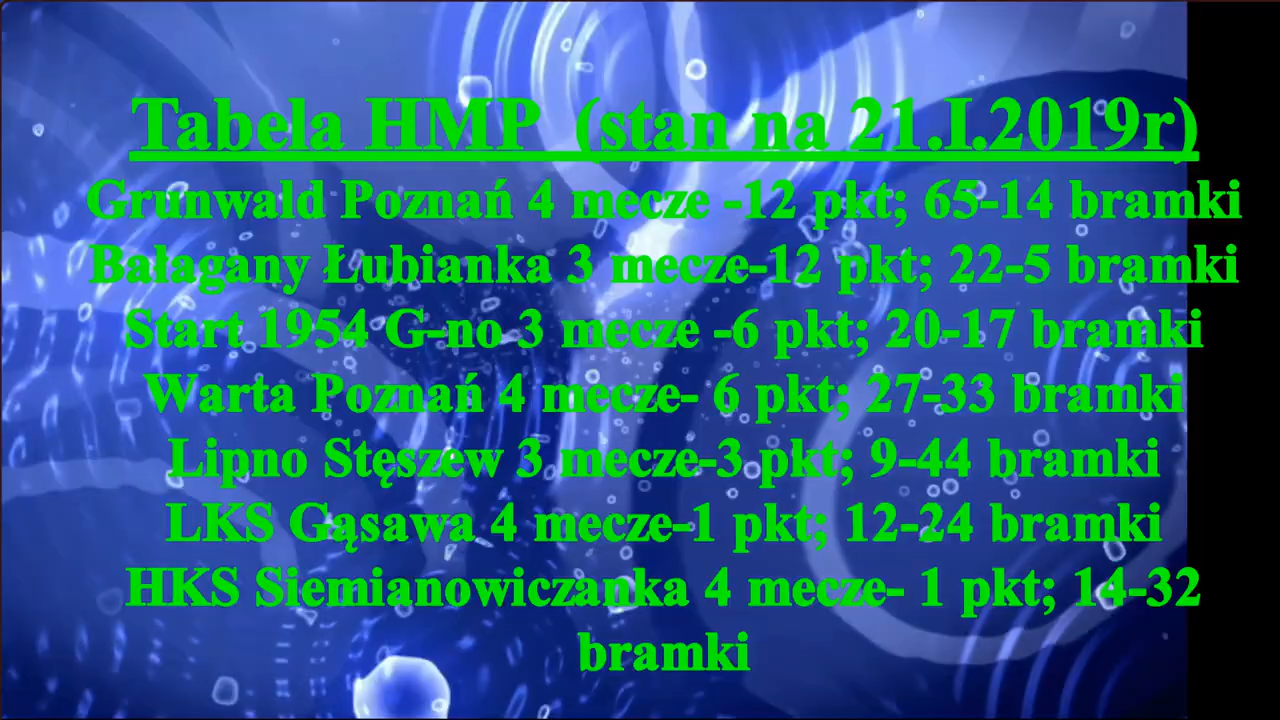 Tabela HMP (stan na 21.I.2019r)
Grunwald Poznań 4 mecze -12 pkt; 65-14 bramki
Bałagany Łubianka 3 mecze-12 pkt; 22-5 bramki
Start 1954 G-no 3 mecze -6 pkt; 20-17 bramki
Warta Poznań 4 mecze- 6 pkt; 27-33 bramki
Lipno Stęszew 3 mecze-3 pkt; 9-44 bramki
LKS Gąsawa 4 mecze-1 pkt; 12-24 bramki
HKS Siemianowiczanka 4 mecze- 1 pkt; 14-32
bramki